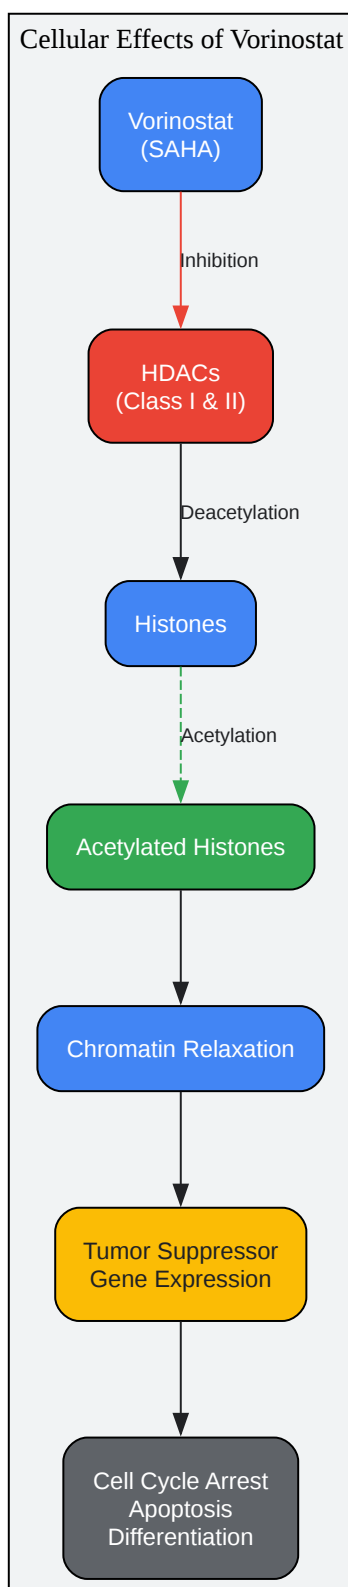 Cellular Effects of Vorinostat
Vorinostat
(SAHA)
Inhibition
HDACs
(Class I & II)
Deacetylation
Histones
Acetylation
Acetylated Histones
Chromatin Relaxation
Tumor Suppressor
Gene Expression
Cell Cycle Arrest
Apoptosis
Differentiation